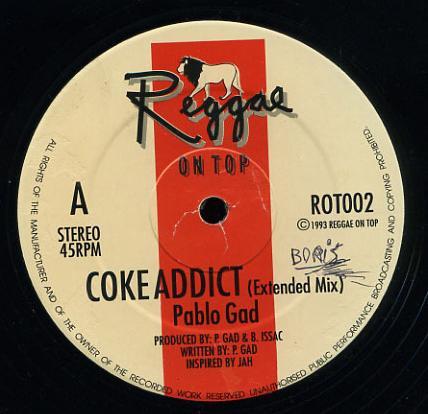 Reggae
ON TOP
A
STEREO
45RPM
ROT002
© 1993 REGGAE ON TOP
BORIS
COKE ADDICT (Extended Mix)
Pablo Gad
PRODUCED BY: P. GAD & B. ISSAC
WRITTEN BY: P. GAD
INSPIRED BY JAH
ALL RIGHTS OF THE MANUFACTURER AND OF THE OWNER OF THE RECORDED WORK RESERVED UNAUTHORISED PUBLIC PERFORMANCE BROADCASTING AND COPYING PROHIBITED.